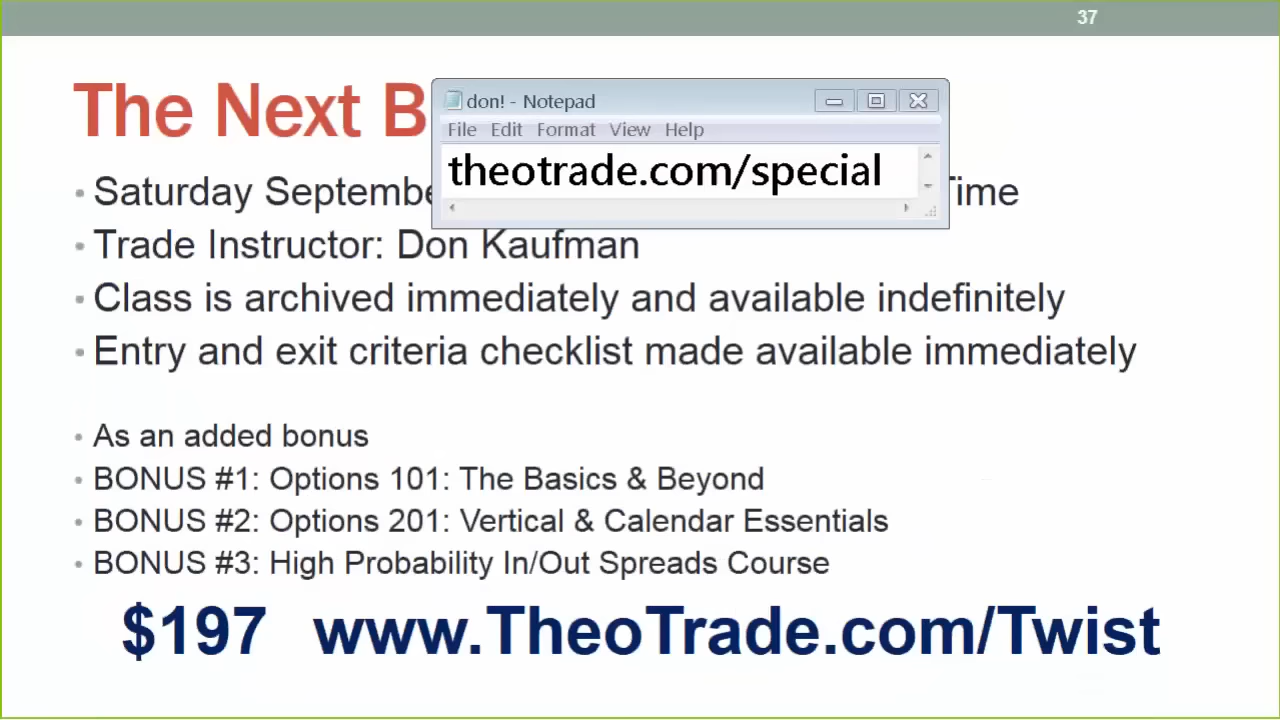 37
The Next B
don! - Notepad
File Edit Format View Help
theotrade.com/special
• Saturday Septembe
• Trade Instructor: Don Kaufman
• Class is archived immediately and available indefinitely
• Entry and exit criteria checklist made available immediately
• As an added bonus
• BONUS #1: Options 101: The Basics & Beyond
• BONUS #2: Options 201: Vertical & Calendar Essentials
• BONUS #3: High Probability In/Out Spreads Course
$197 www.TheoTrade.com/Twist